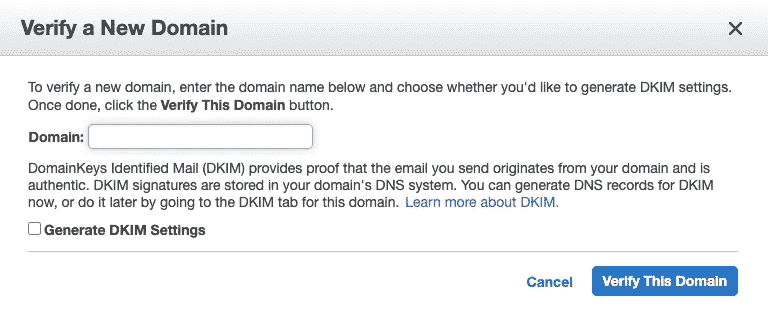 Verify a New Domain
To verify a new domain, enter the domain name below and choose whether you'd like to generate DKIM settings.
Once done, click the Verify This Domain button.
Domain:
DomainKeys Identified Mail (DKIM) provides proof that the email you send originates from your domain and is
authentic. DKIM signatures are stored in your domain's DNS system. You can generate DNS records for DKIM
now, or do it later by going to the DKIM tab for this domain. Learn more about DKIM.
Generate DKIM Settings
Cancel Verify This Domain